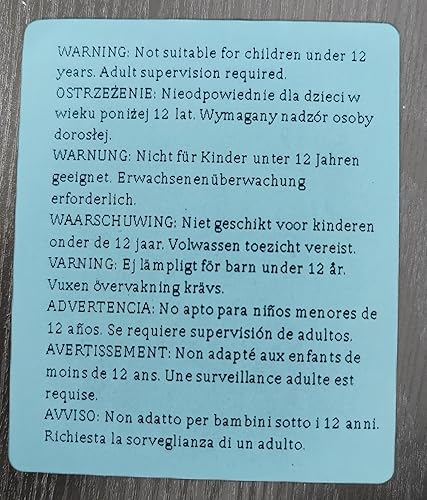 WARNING: Not suitable for children under 12
years. Adult supervision required.
OSTRZEŻENIE: Nieodpowiednie dla dzieci w
wieku poniżej 12 lat. Wymagany nadzór osoby
dorosłej.
WARNUNG: Nicht für Kinder unter 12 Jahren
geeignet. Erwachsenenüberwachung
erforderlich.
WAARSCHUWING: Niet geschikt voor kinderen
onder de 12 jaar. Volwassen toezicht vereist.
VARNING: Ej lämpligt för barn under 12 år.
Vuxen övervakning krävs.
ADVERTENCIA: No apto para niños menores de
12 años. Se requiere supervisión de adultos.
AVERTISSEMENT: Non adapté aux enfants de
moins de 12 ans. Une surveillance adulte est
requise.
AVVISO: Non adatto per bambini sotto i 12 anni.
Richiesta la sorveglianza di un adulto.